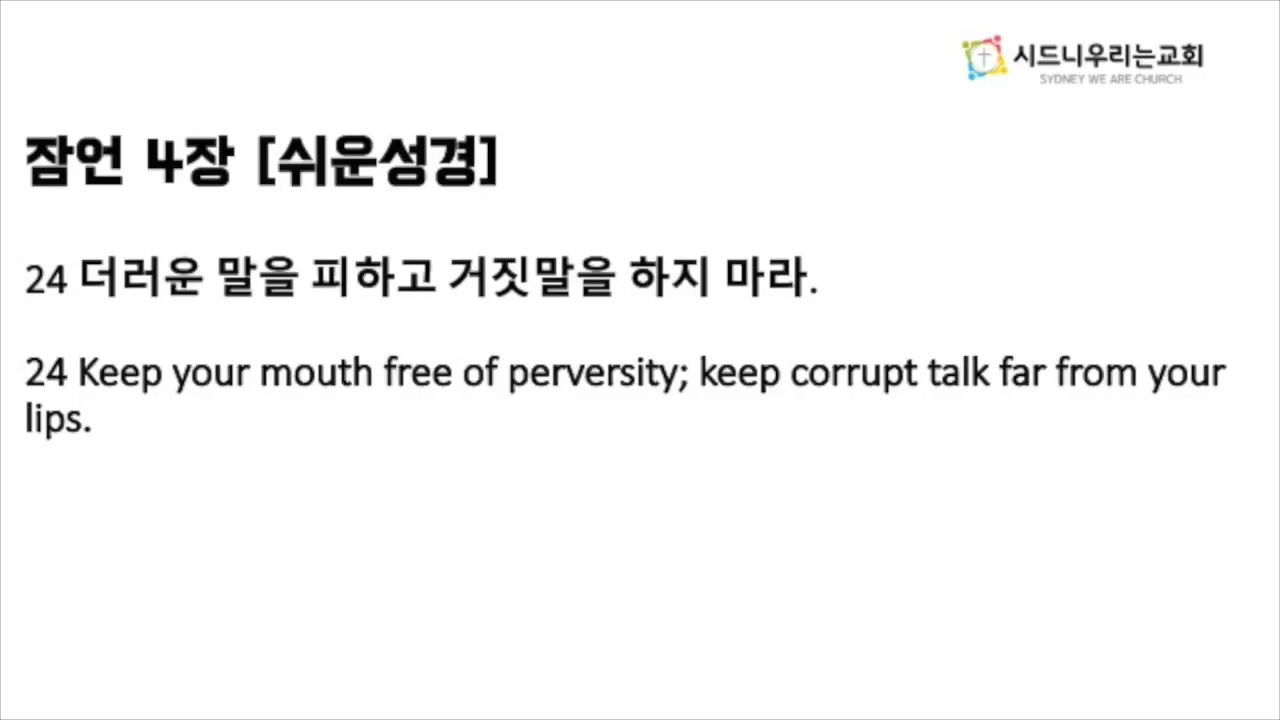 시드니우리는교회
SYDNEY WE ARE CHURCH
잠언 4장 [쉬운성경]
24 더러운 말을 피하고 거짓말을 하지 마라.
24 Keep your mouth free of perversity; keep corrupt talk far from your
lips.